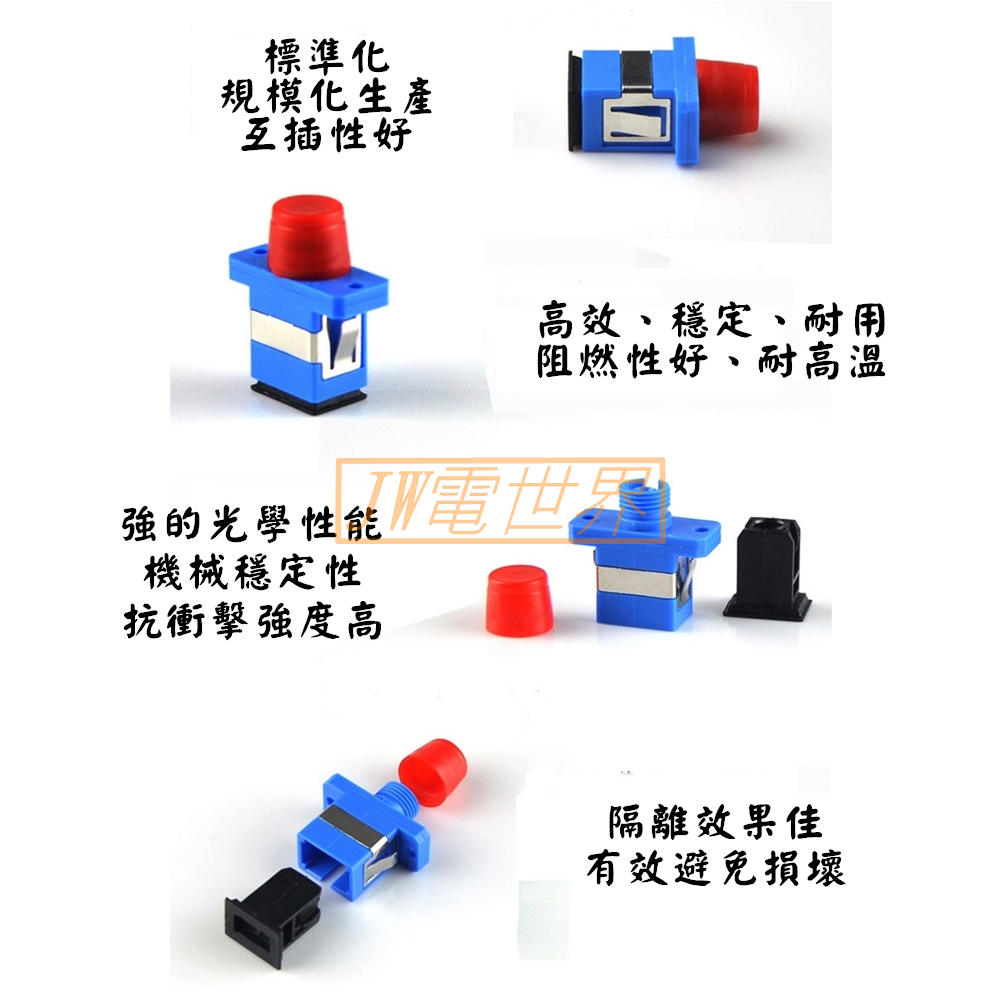 標準化
規模化生產
互插性好
高效、穩定、耐用
阻燃性好、耐高溫
JW電世界
強的光學性能
機械穩定性
抗衝擊強度高
隔離效果佳
有效避免損壞